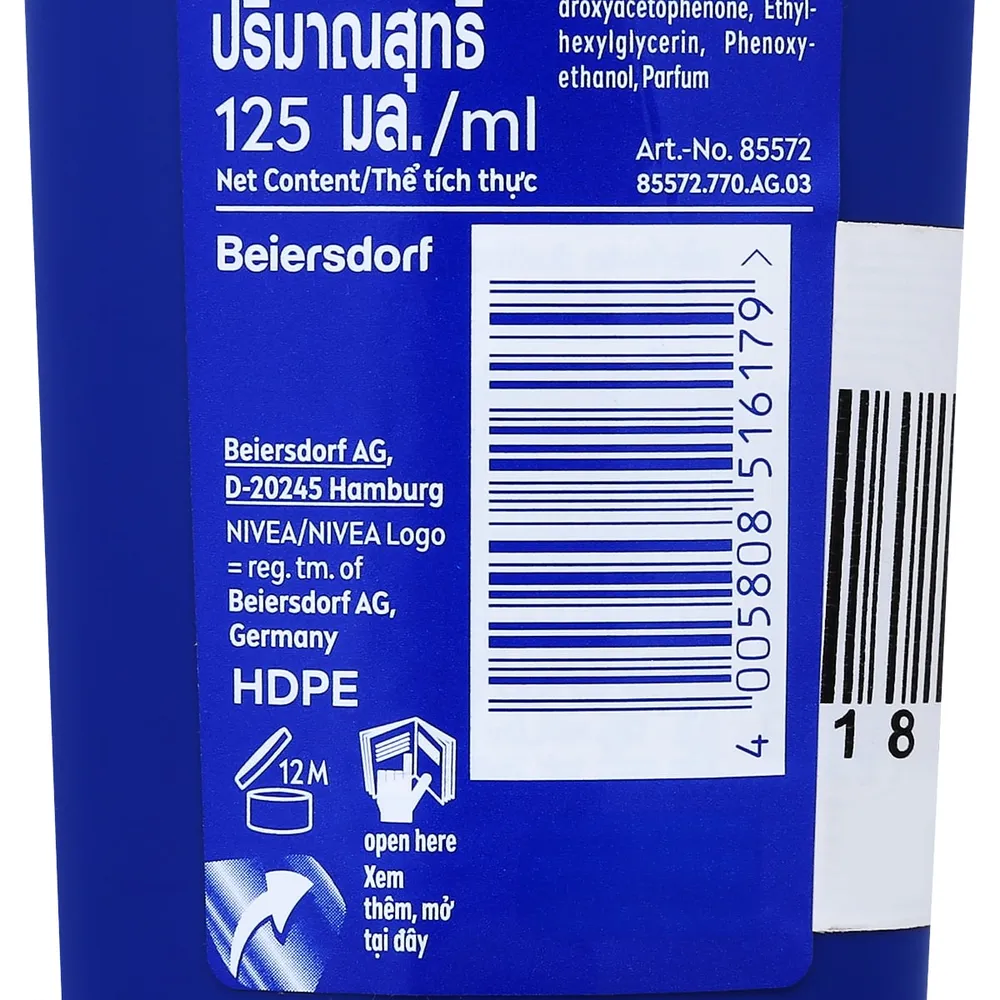 ปริมาณสุทธิ
125 มล./ml
Net Content/Thể tích thực
droxyacetophenone, Ethyl-
hexylglycerin, Phenoxy-
ethanol, Parfum
Art.-No. 85572
85572.770.AG.03
Beiersdorf
Beiersdorf AG,
D-20245 Hamburg
NIVEA/NIVEA Logo
= reg. tm. of
Beiersdorf AG,
Germany
HDPE
12M
open here
Xem
thêm, mở
tại đây
4 005808 516179 >
18